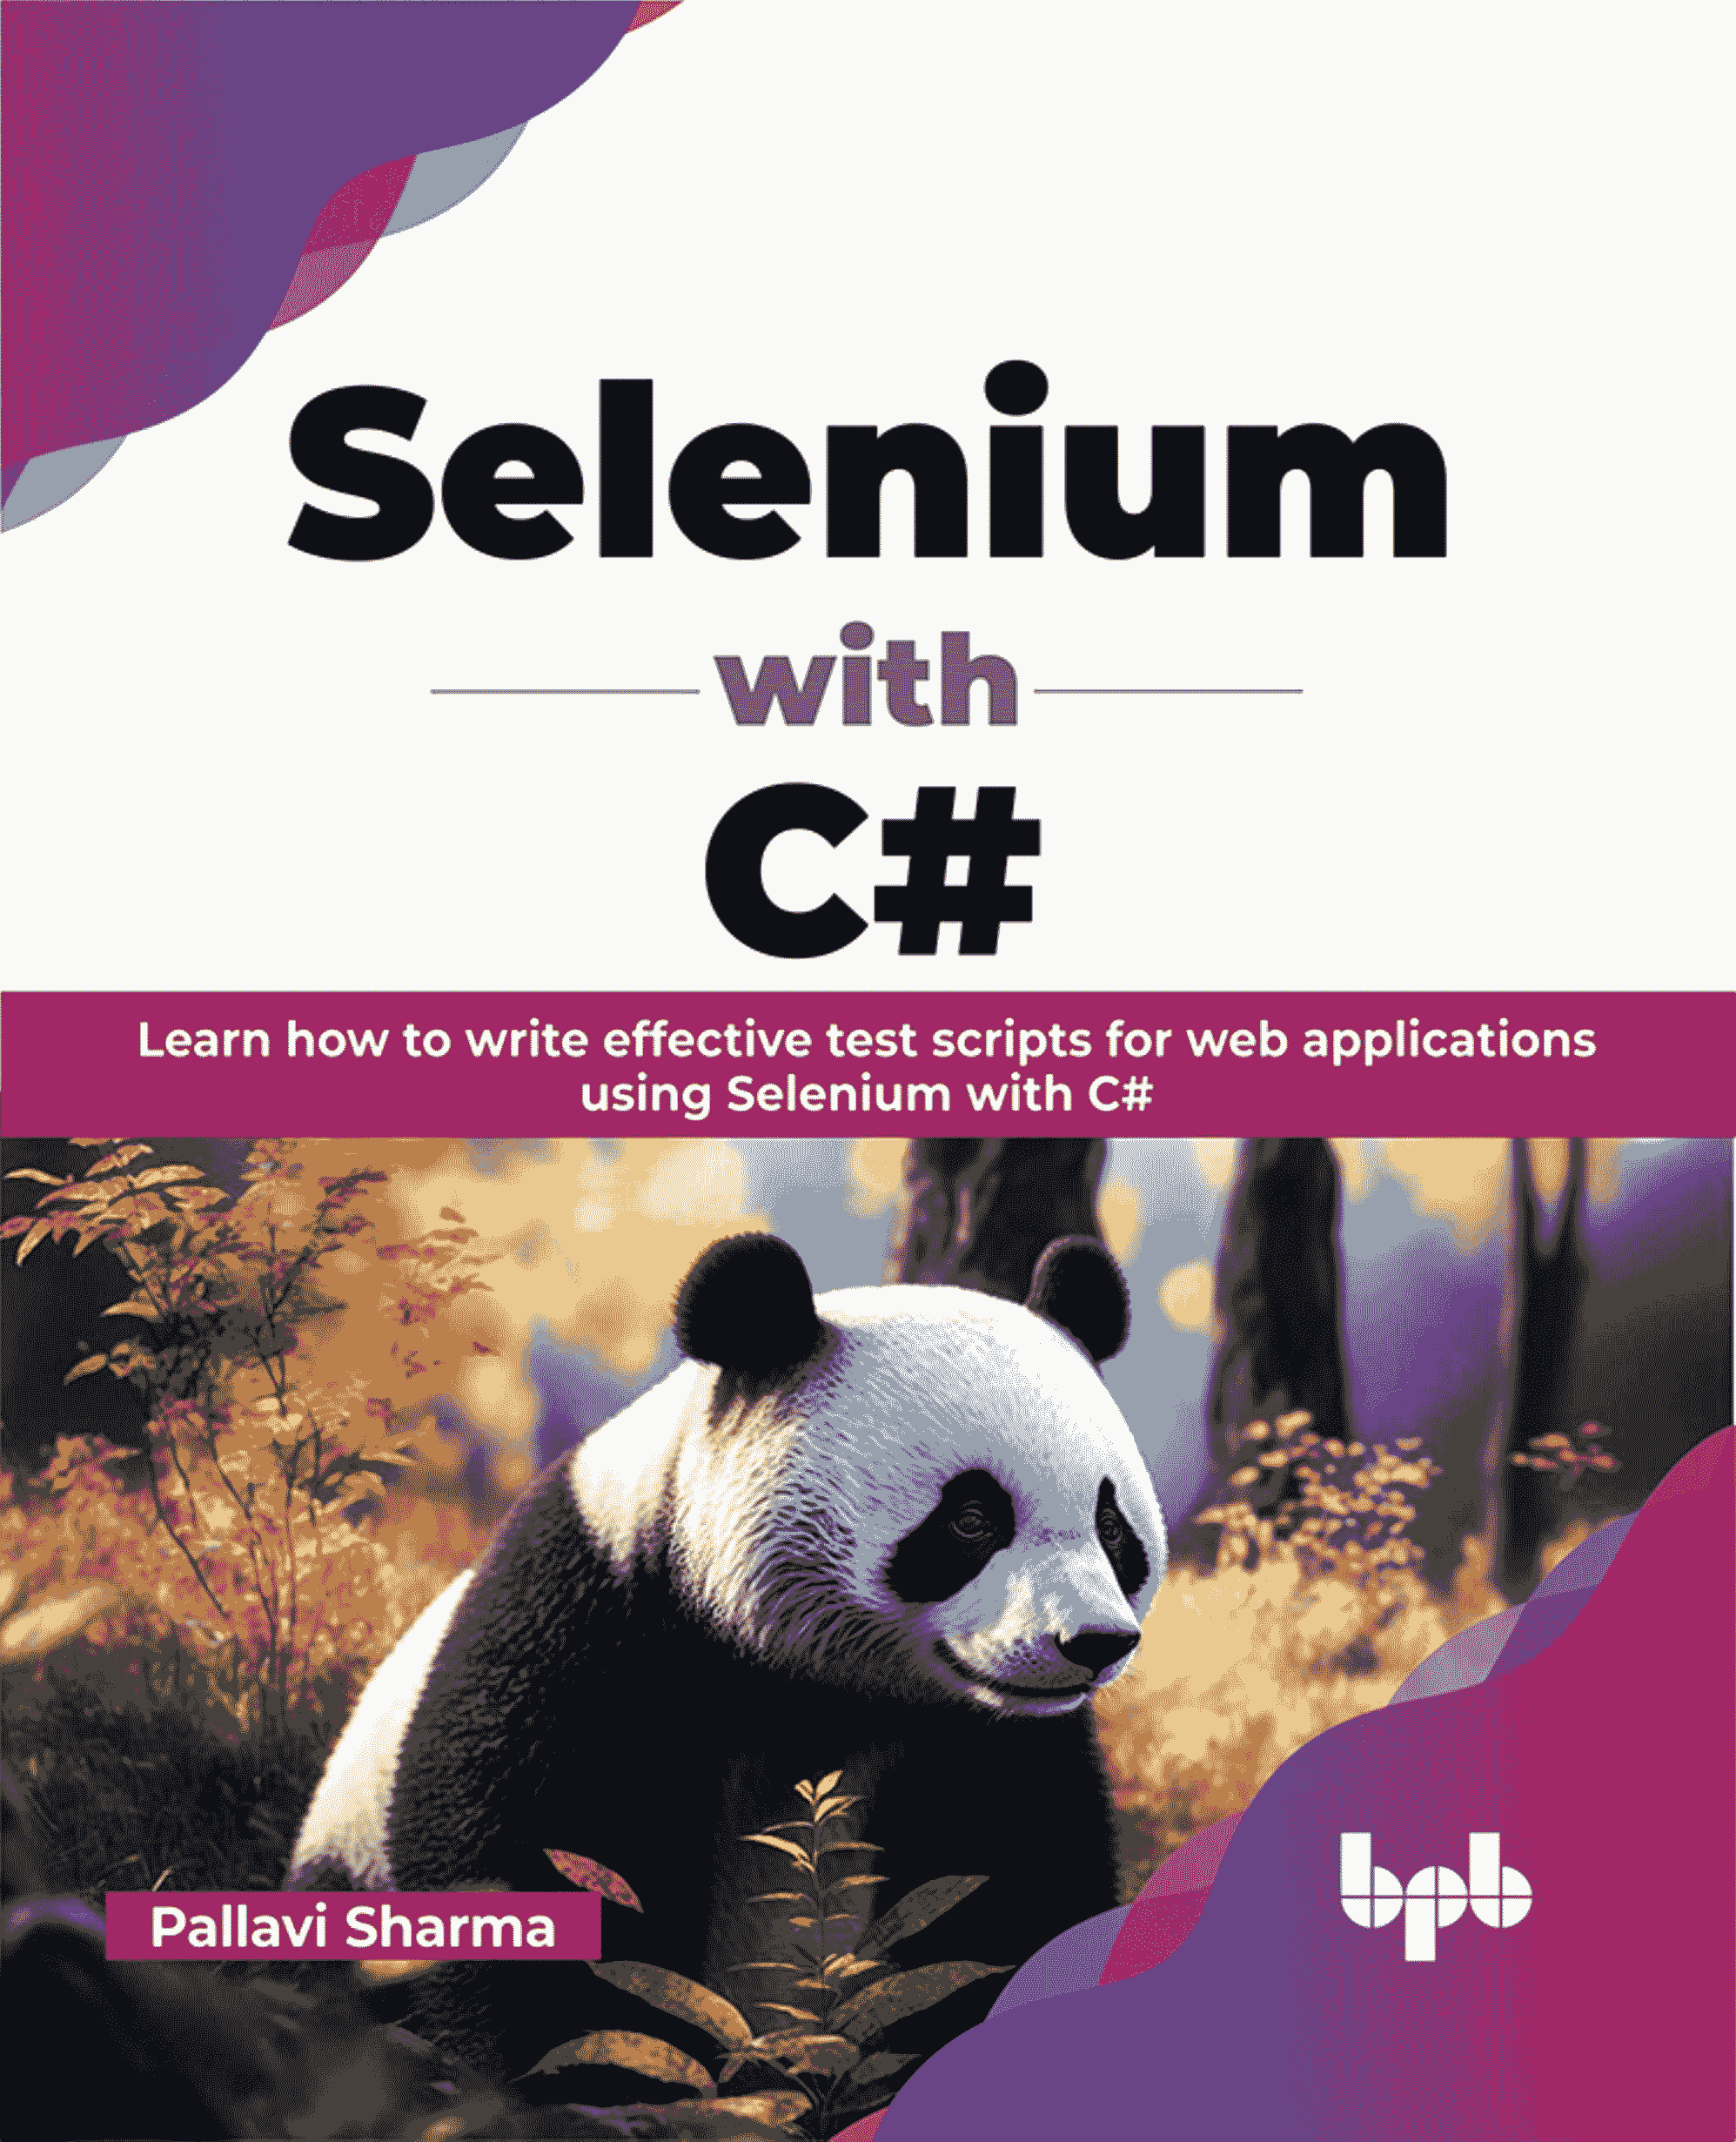 Selenium
with
C#
Learn how to write effective test scripts for web applications
using Selenium with C#
Pallavi Sharma
bpb